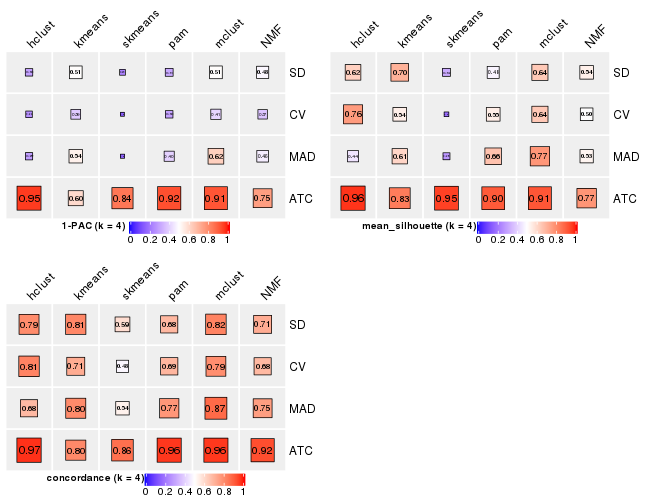 hclust kmeans skmeans pam mclust NMF
0.51 0.51 0.48 SD
CV
0.54 0.62 MAD
0.95 0.60 0.84 0.92 0.91 0.75 ATC
1-PAC (k = 4)
0 0.2 0.4 0.6 0.8 1
hclust kmeans skmeans pam mclust NMF
0.62 0.70 0.64 0.54 SD
0.76 0.54 0.55 0.64 0.50 CV
0.44 0.61 0.66 0.77 0.53 MAD
0.96 0.83 0.95 0.90 0.91 0.77 ATC
mean_silhouette (k = 4)
0 0.2 0.4 0.6 0.8 1
hclust kmeans skmeans pam mclust NMF
0.79 0.81 0.59 0.68 0.82 0.71 SD
0.81 0.71 0.48 0.69 0.79 0.68 CV
0.68 0.80 0.54 0.77 0.87 0.75 MAD
0.97 0.80 0.86 0.96 0.96 0.92 ATC
concordance (k = 4)
0 0.2 0.4 0.6 0.8 1